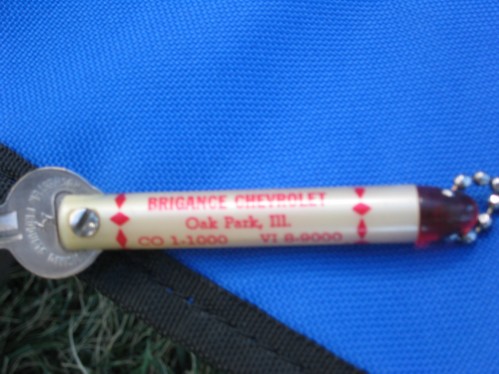 BRIGANCE CHEVROLET
Oak Park, Ill.
CO 1-1000 VI 8-9000